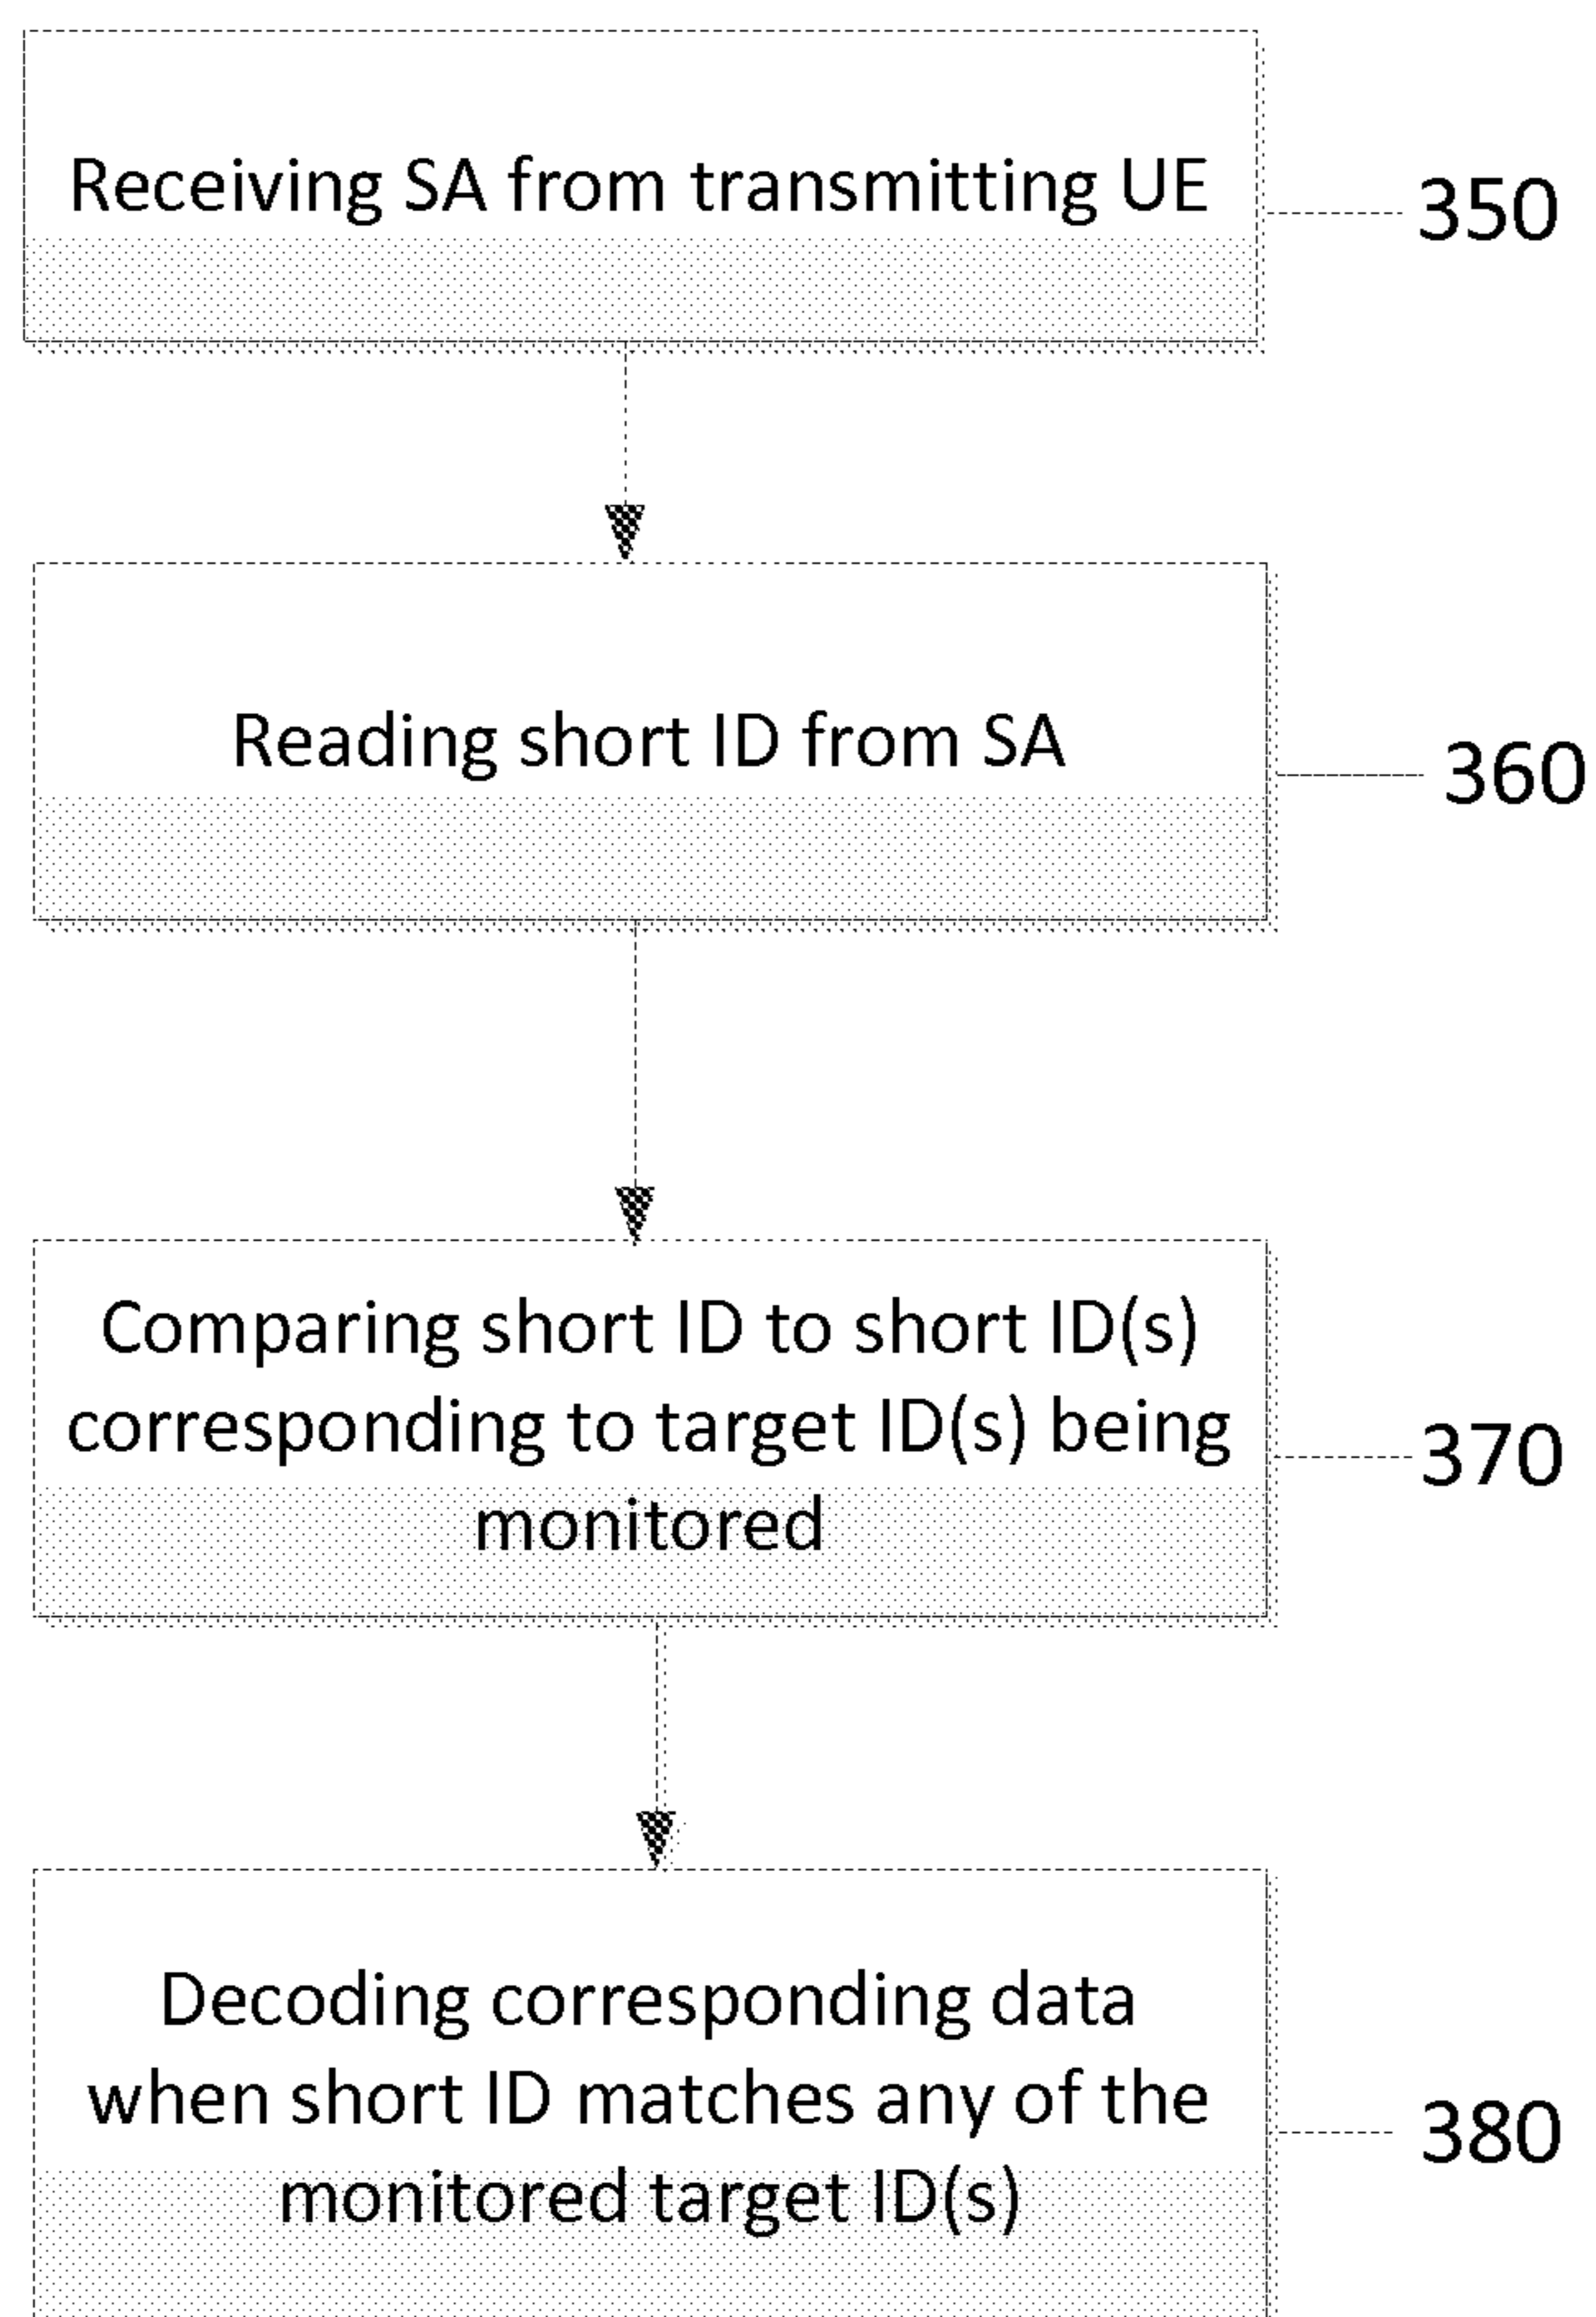 Receiving SA from transmitting UE
350
Reading short ID from SA
360
Comparing short ID to short ID(s)
corresponding to target ID(s) being
monitored
370
Decoding corresponding data
when short ID matches any of the
monitored target ID(s)
380